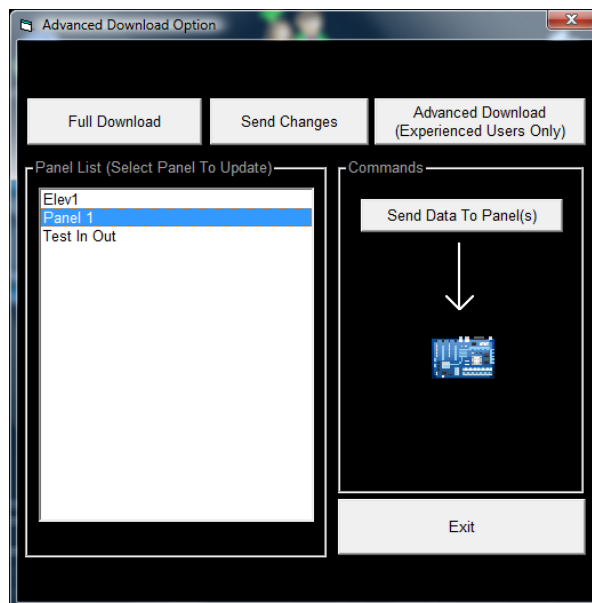 Advanced Download Option
Full Download
Send Changes
Advanced Download
(Experienced Users Only)
Panel List (Select Panel To Update)
Elev1
Panel 1
Test In Out
Commands
Send Data To Panel(s)
Exit